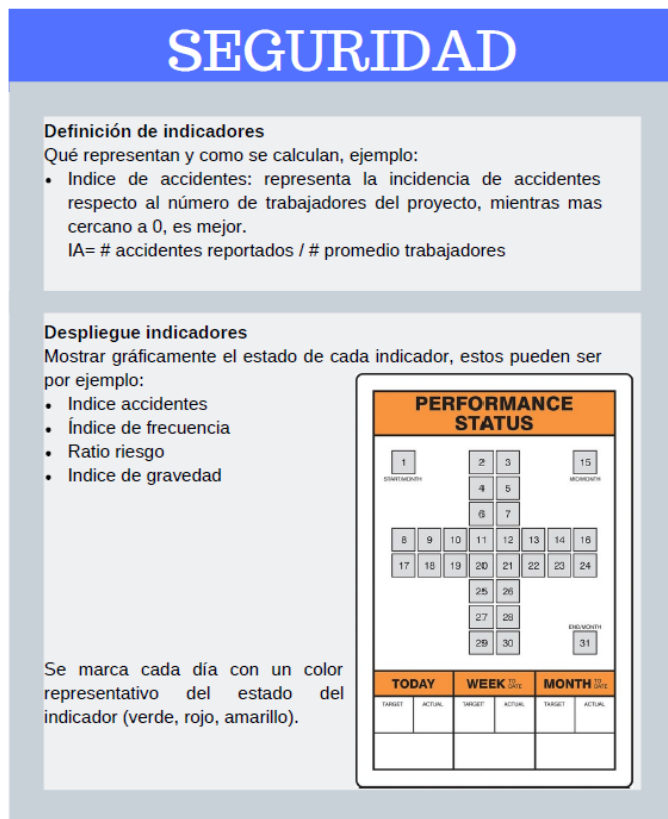 SEGURIDAD
Definición de indicadores
Qué representan y como se calculan, ejemplo:
• Indice de accidentes: representa la incidencia de accidentes
respecto al número de trabajadores del proyecto, mientras mas
cercano a 0, es mejor.
IA= # accidentes reportados / # promedio trabajadores
Despliegue indicadores
Mostrar gráficamente el estado de cada indicador, estos pueden ser
por ejemplo:
• Indice accidentes
• Índice de frecuencia
• Ratio riesgo
• Indice de gravedad
Se marca cada día con un color
representativo del estado del
indicador (verde, rojo, amarillo).
PERFORMANCE
STATUS
1 2 3 15
START/MONTH MID/MONTH
4 5
6 7
8 9 10 11 12 13 14 16
17 18 19 20 21 22 23 24
25 26
27 28
END/MONTH
29 30 31
TODAY WEEK TO DATE MONTH TO DATE
TARGET ACTUAL TARGET ACTUAL TARGET ACTUAL